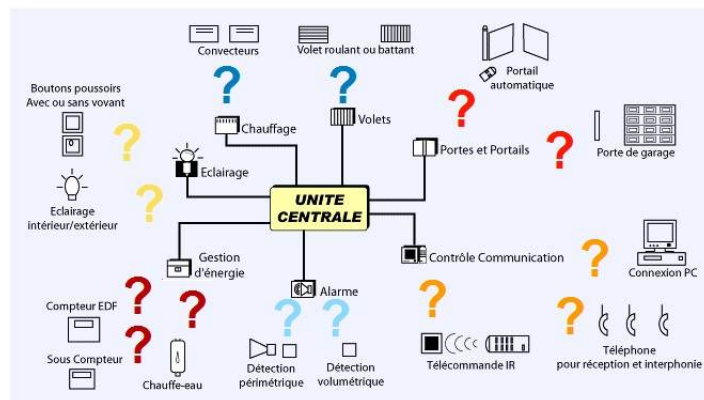 Convecteurs
Volet roulant ou battant
Portail
automatique
Boutons poussoirs
Avec ou sans voyant
?
?
?
?
?
Chauffage
Volets
Portes et Portails
Porte de garage
Eclairage
UNITE
CENTRALE
?
?
Eclairage
intérieur/extérieur
Gestion
d'énergie
Contrôle Communication
?
Connexion PC
Alarme
?
?
?
?
?
?
?
Compteur EDF
Sous Compteur
Chauffe-eau
Détection
périmétrique
Détection
volumétrique
Télécommande IR
Téléphone
pour réception et interphonie